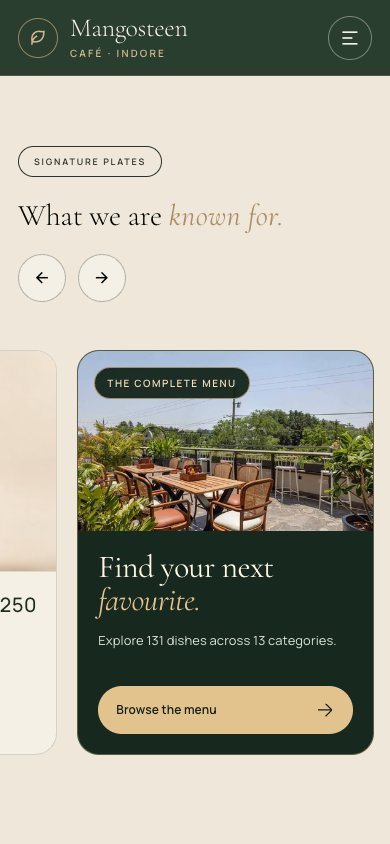 Mangosteen
CAFÉ · INDORE
SIGNATURE PLATES
What we are known for.
THE COMPLETE MENU
250
Find your next
favourite.
Explore 131 dishes across 13 categories.
Browse the menu